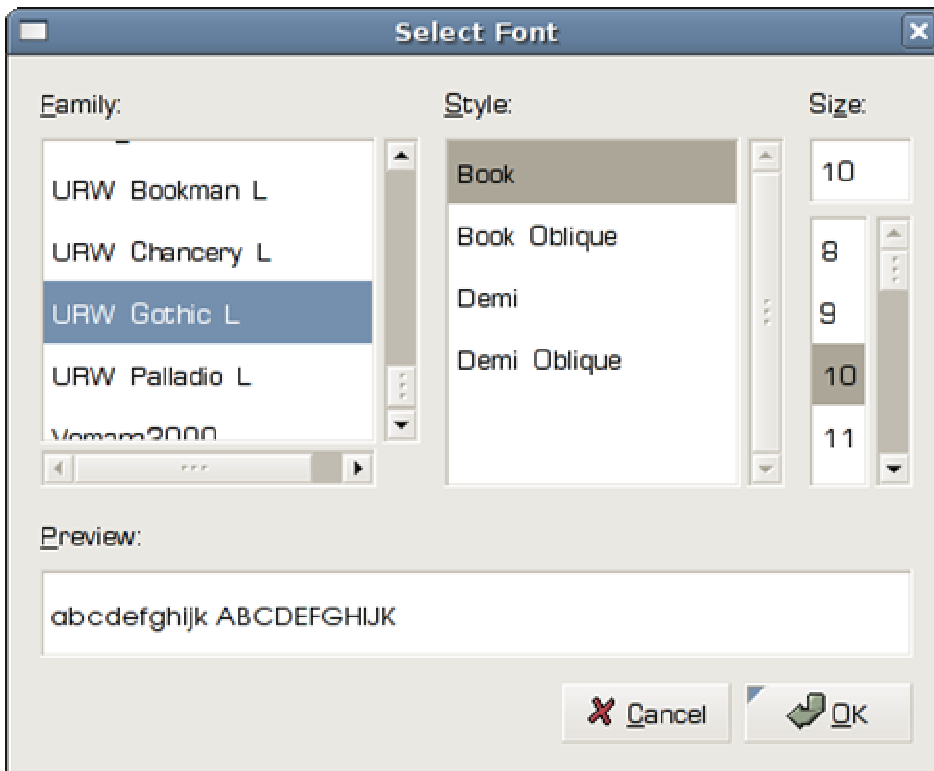 Select Font
Family:
Style:
Size:
URW Bookman L
URW Chancery L
URW Gothic L
URW Palladio L
Book
Book Oblique
Demi
Demi Oblique
10
8
9
10
11
Preview:
abcdefghijk ABCDEFGHIJK
Cancel
OK